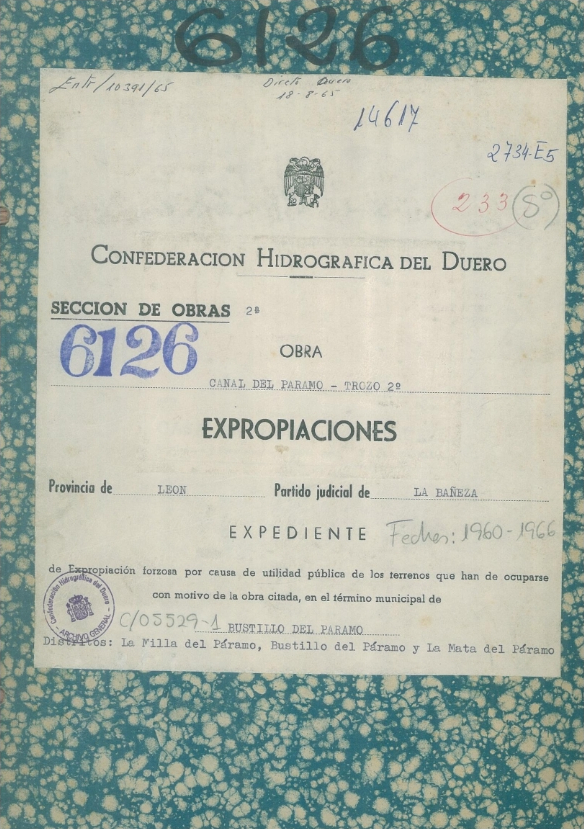 6126
Entr/10391/65
Directo Duero
18-8-65
14617
2734-E5
233 (8º)
CONFEDERACION HIDROGRAFICA DEL DUERO
SECCION DE OBRAS 2ª
6126
OBRA
CANAL DEL PARAMO - TROZO 2º
EXPROPIACIONES
Provincia de LEON Partido judicial de LA BAÑEZA
EXPEDIENTE Fechas: 1960-1966
de Expropiación forzosa por causa de utilidad pública de los terrenos que han de ocuparse
con motivo de la obra citada, en el término municipal de
Confederación Hidrográfica del Duero
- ARCHIVO GENERAL -
C/05529-1 BUSTILLO DEL PARAMO
Distritos: La Milla del Páramo, Bustillo del Páramo y La Mata del Páramo